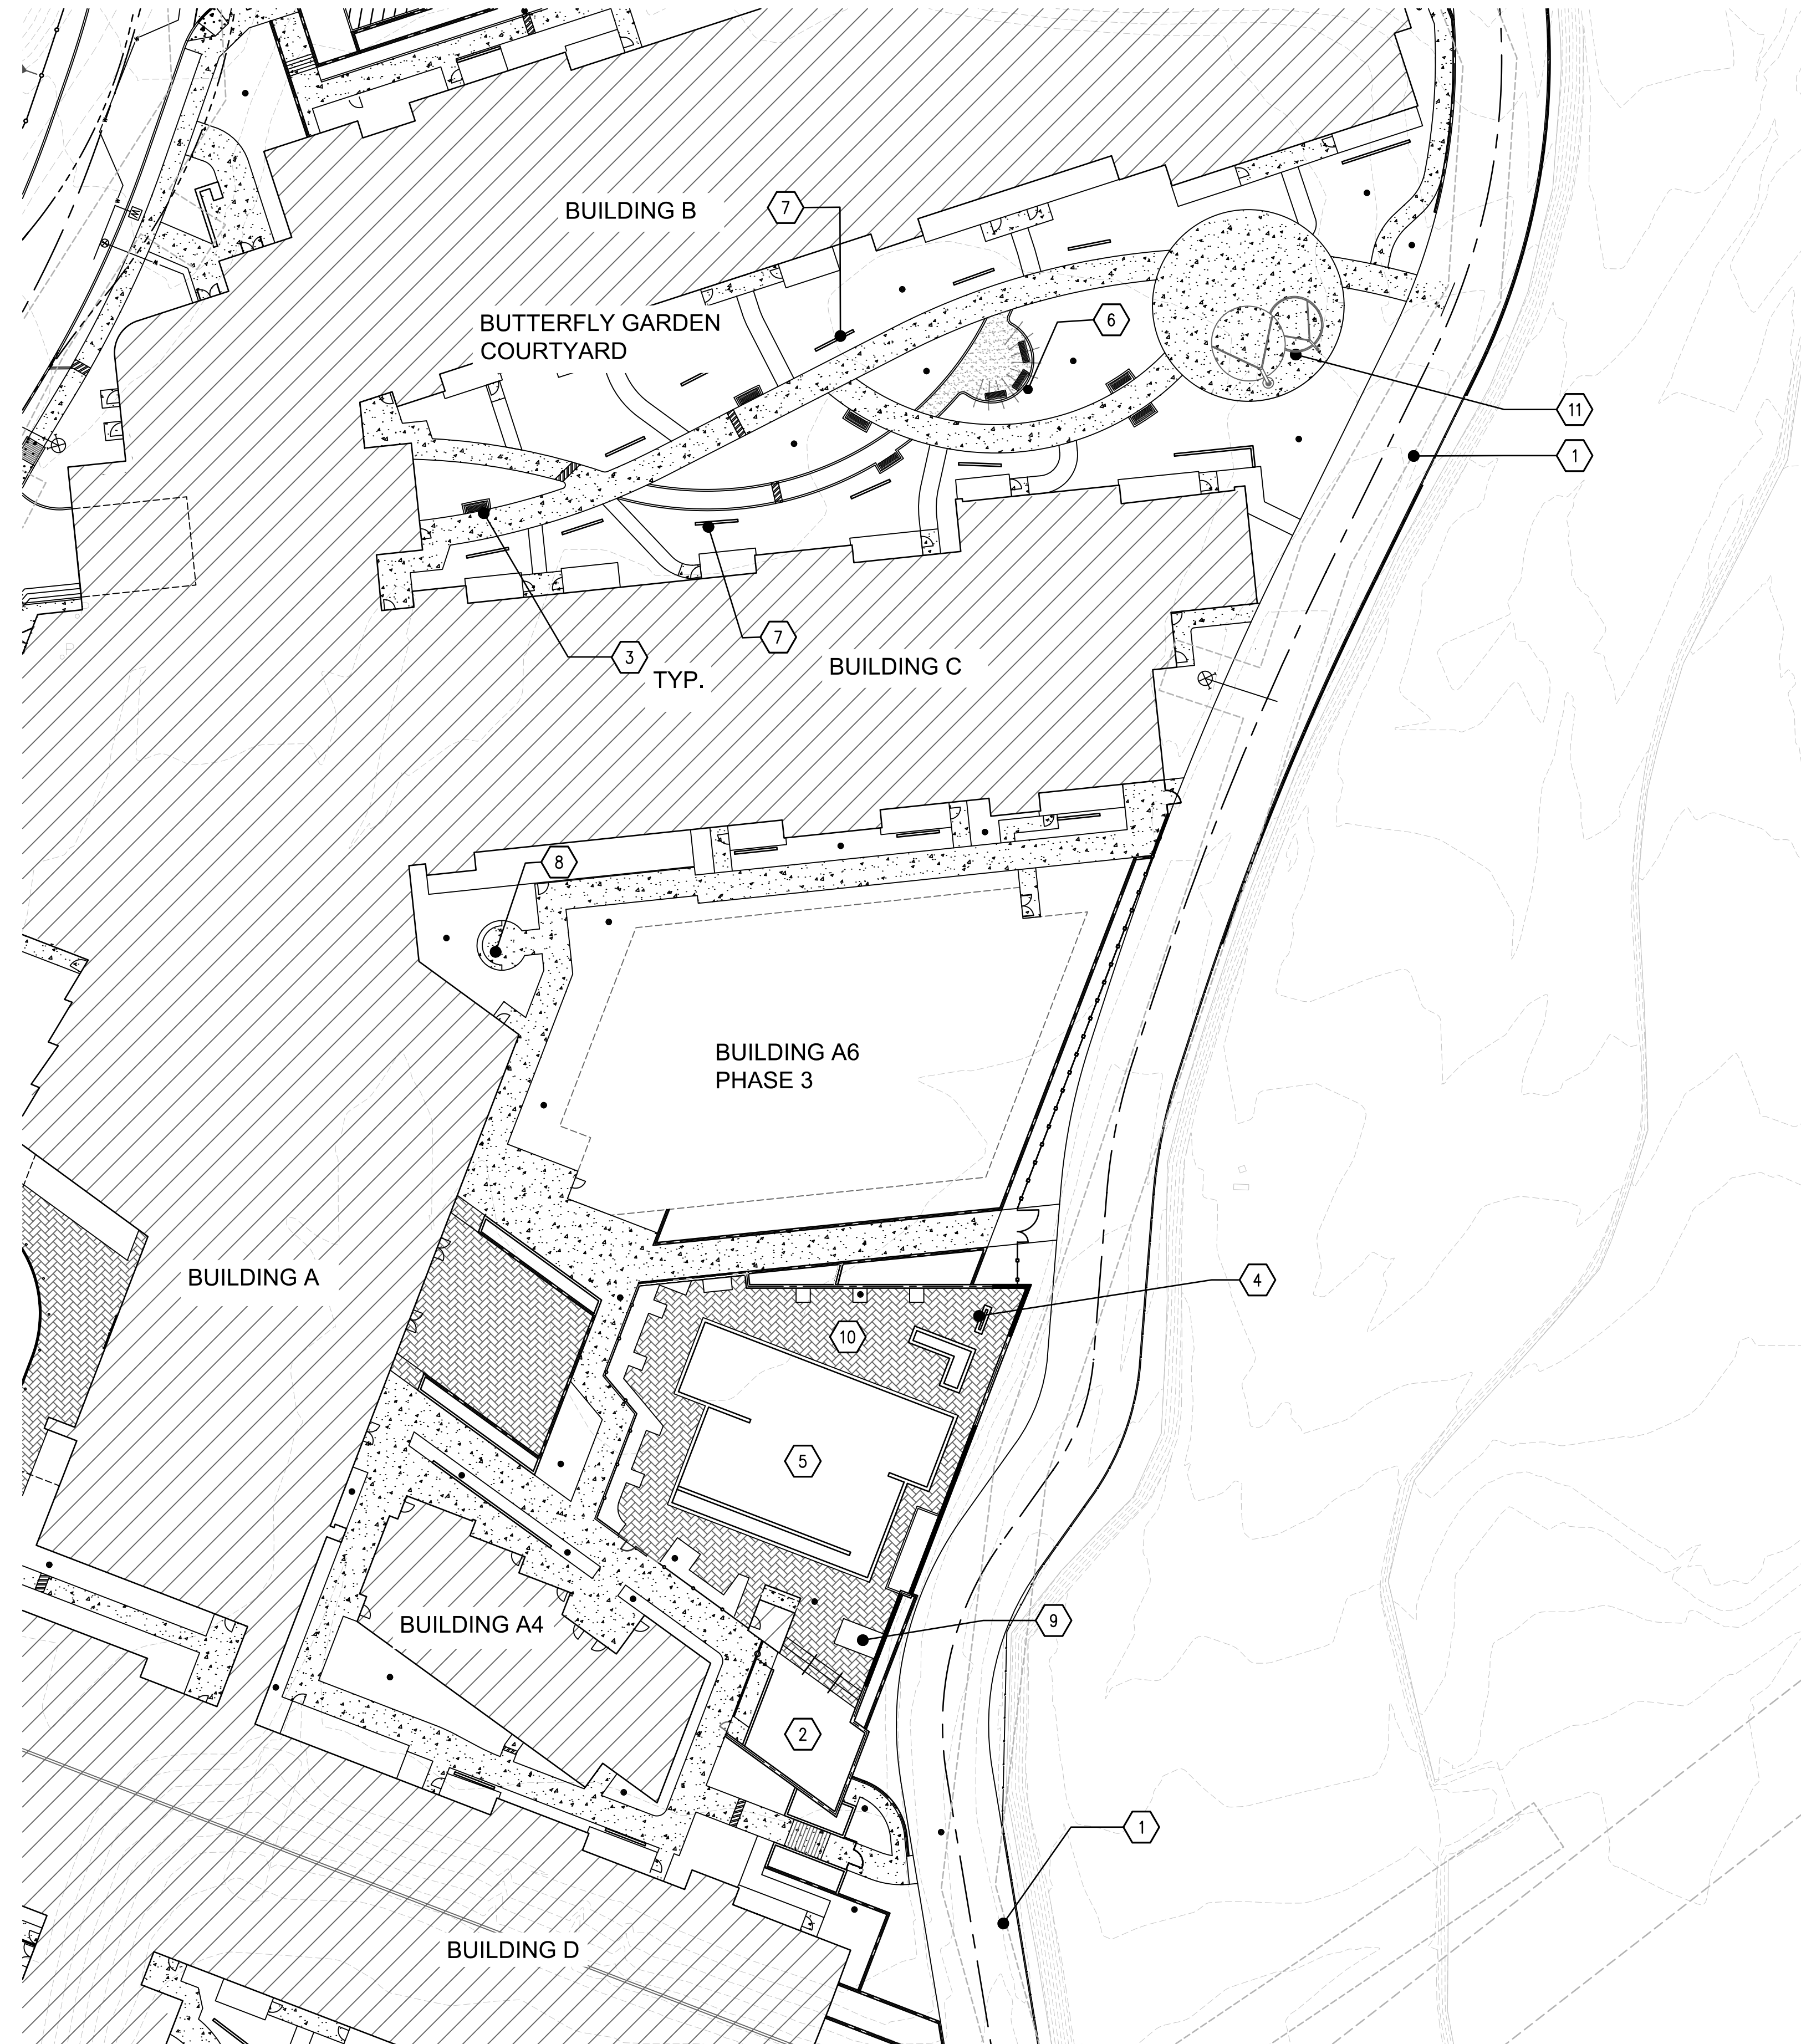 BUILDING B
7
BUTTERFLY GARDEN
COURTYARD
6
11
1
3
TYP.
7
BUILDING C
8
BUILDING A6
PHASE 3
BUILDING A
4
10
5
BUILDING A4
9
2
1
BUILDING D